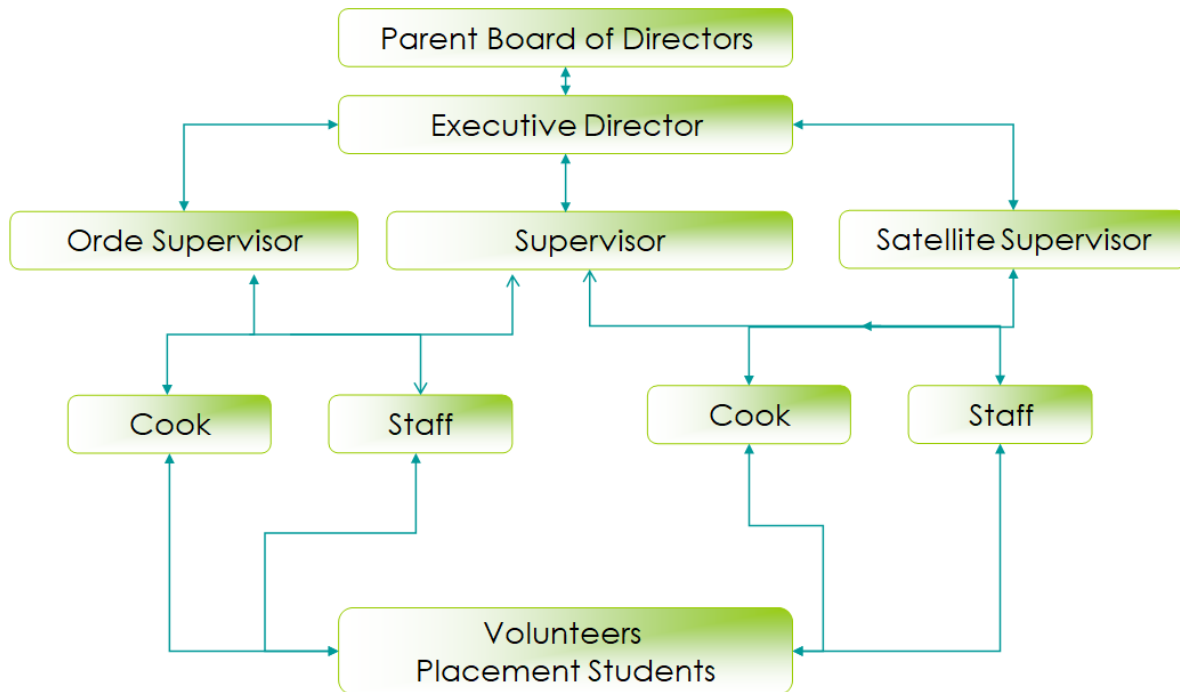 Parent Board of Directors
Executive Director
Orde Supervisor
Supervisor
Satellite Supervisor
Cook
Staff
Cook
Staff
Volunteers
Placement Students